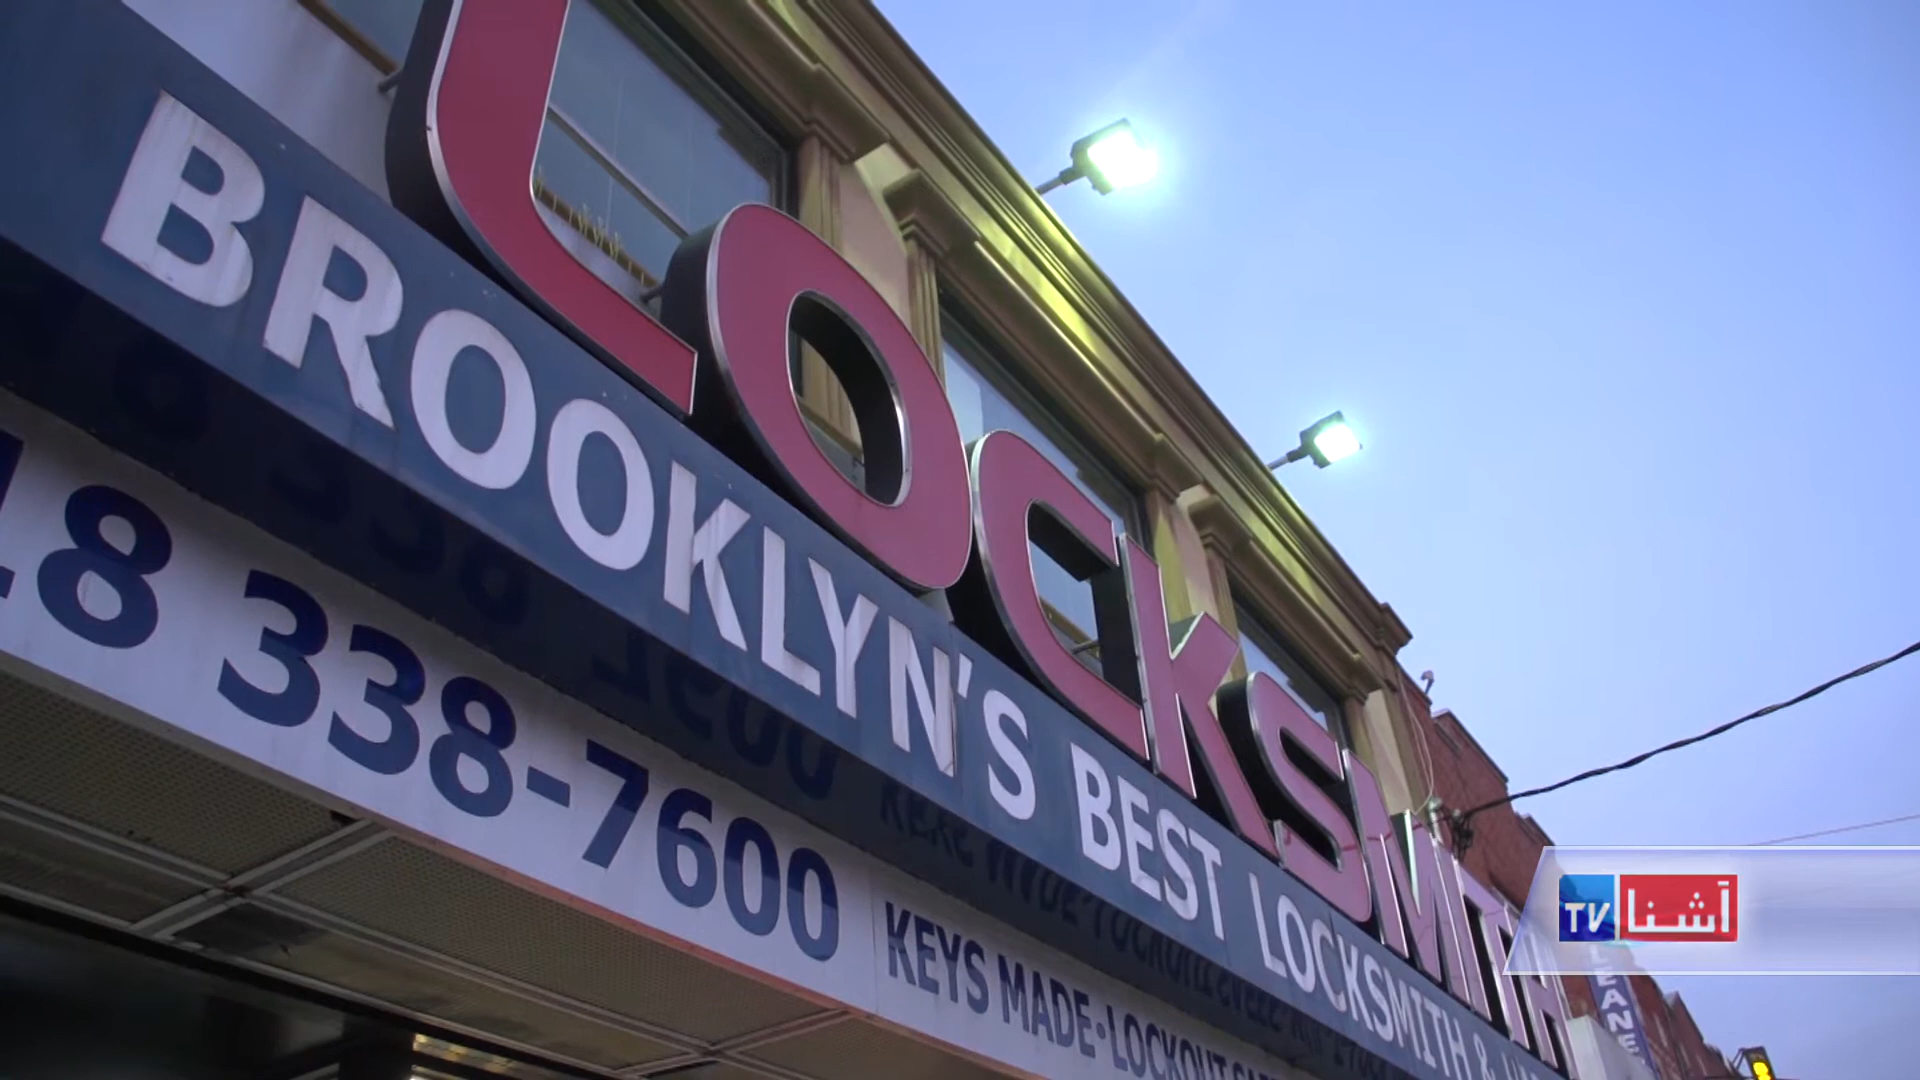 LOCKSMITH
BROOKLYN'S BEST LOCKSMITH &
18 338-7600
KEYS MADE • LOCKOUT
TV آشنا